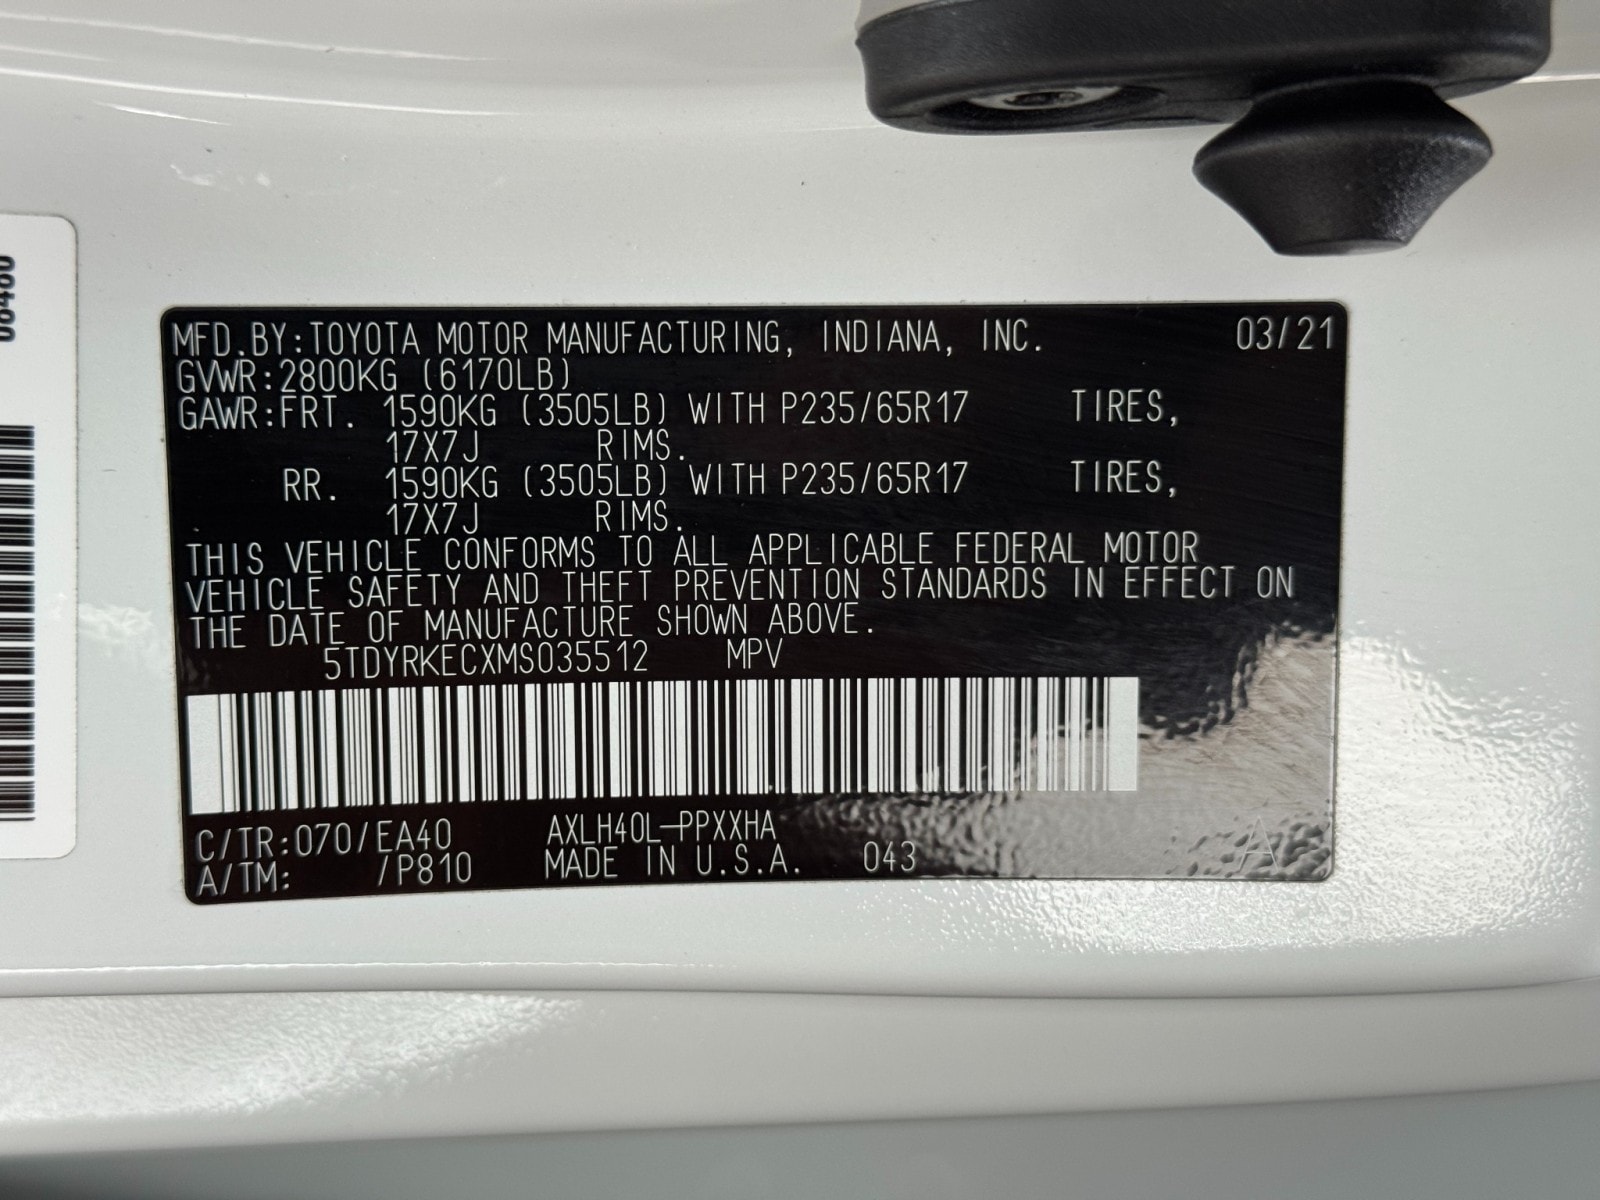 08480
MFD.BY:TOYOTA MOTOR MANUFACTURING, INDIANA, INC. 03/21
GVWR:2800KG (6170LB)
GAWR:FRT. 1590KG (3505LB) WITH P235/65R17 TIRES,
17X7J RIMS.
RR. 1590KG (3505LB) WITH P235/65R17 TIRES,
17X7J RIMS.
THIS VEHICLE CONFORMS TO ALL APPLICABLE FEDERAL MOTOR
VEHICLE SAFETY AND THEFT PREVENTION STANDARDS IN EFFECT ON
THE DATE OF MANUFACTURE SHOWN ABOVE.
5TDYRKECXMS035512 MPV
C/TR:070/EA40 AXLH40L-PPXXHA
A/TM: /P810 MADE IN U.S.A. 043 A